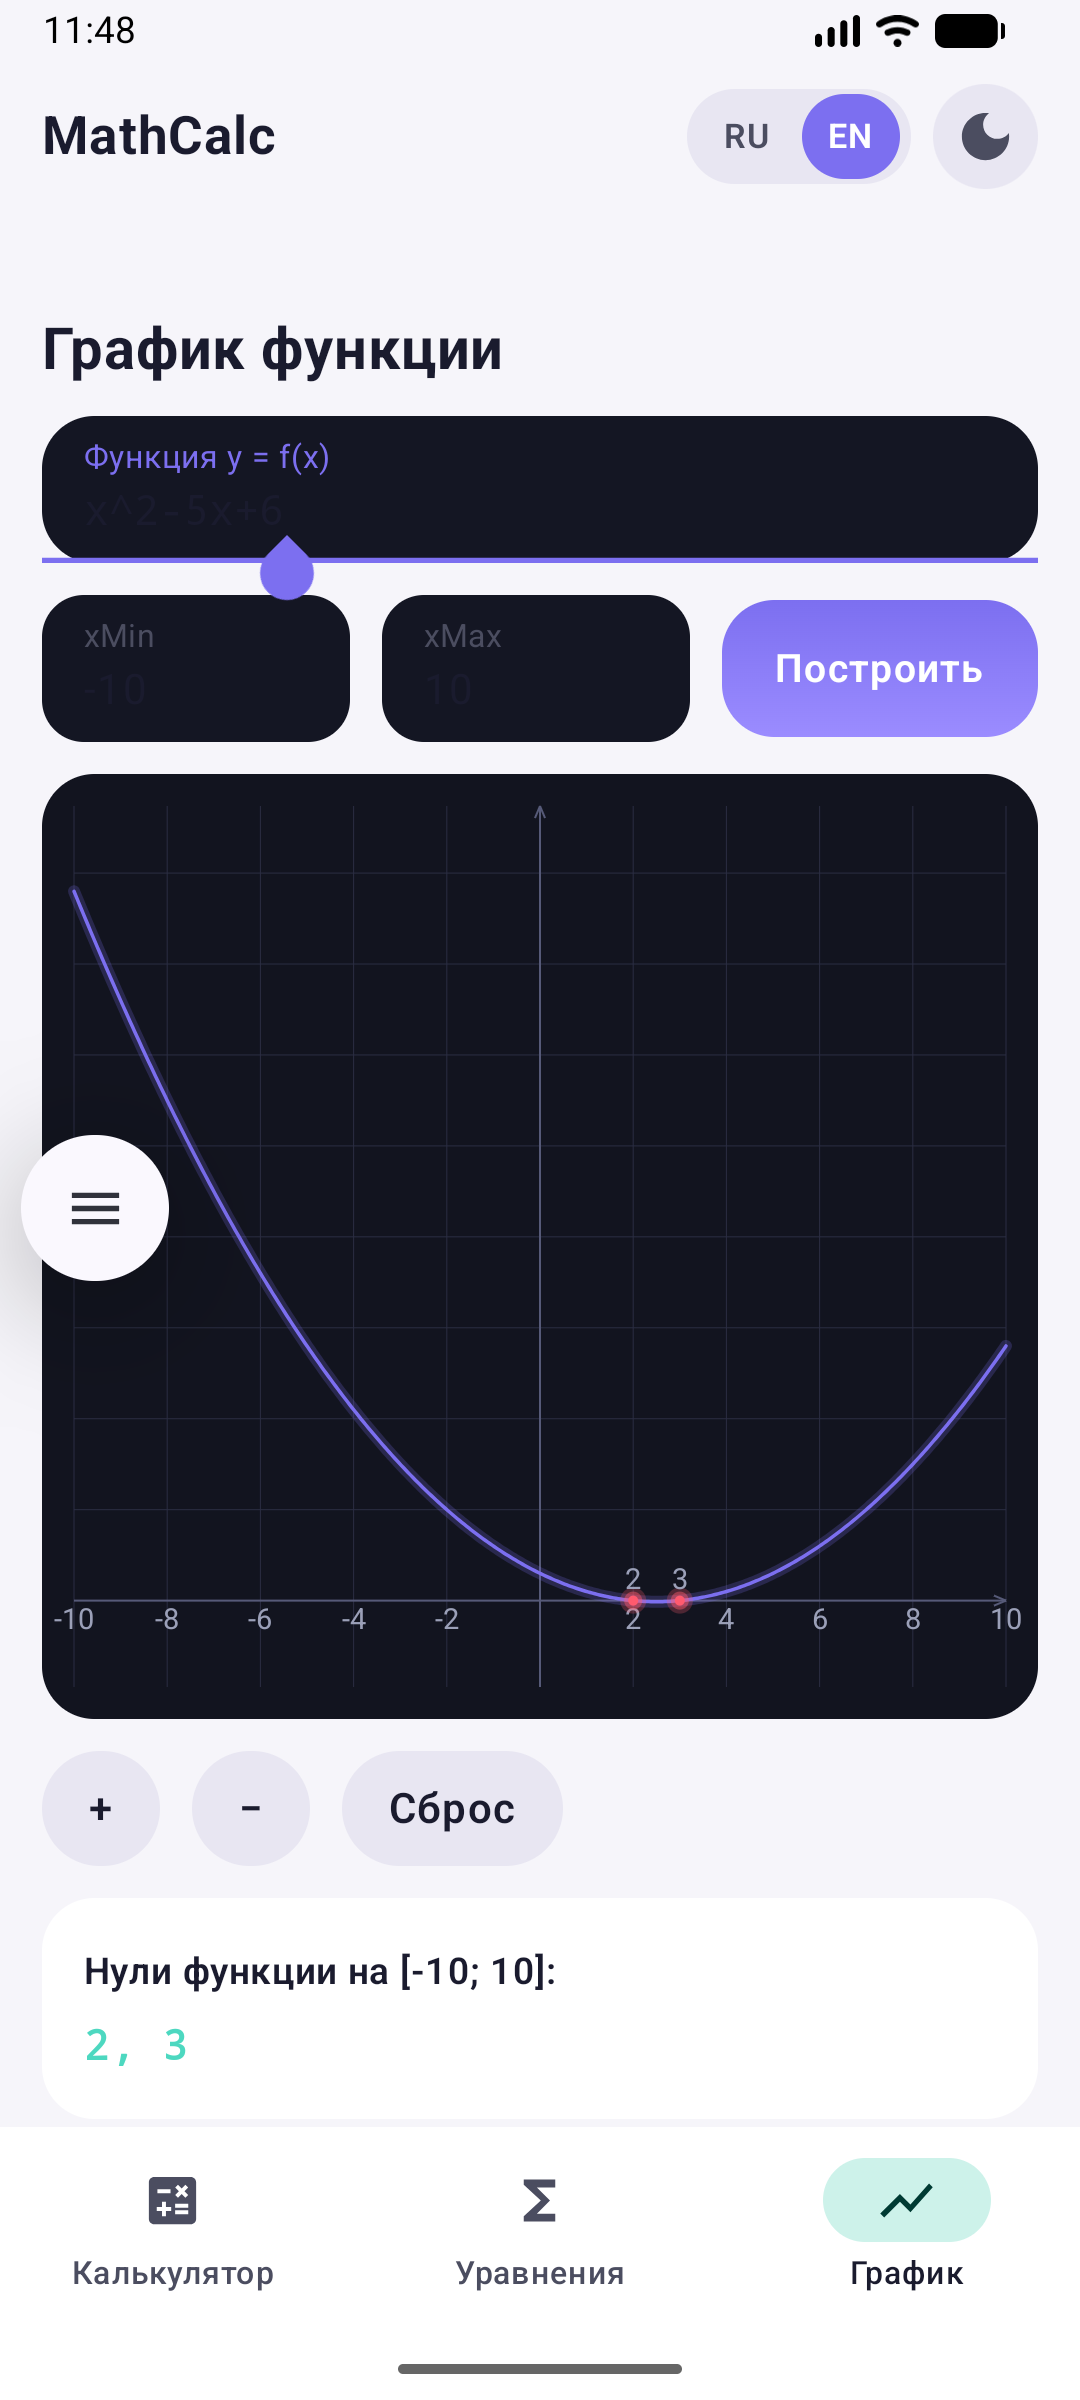 11:48
MathCalc
RU EN
График функции
Функция y = f(x)
x^2-5x+6
xMin xMax
-10 10
Построить
2 3
-10 -8 -6 -4 -2 2 4 6 8 10
+ − Сброс
Нули функции на [-10; 10]:
2, 3
Калькулятор Уравнения График